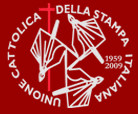 UNIONE CATTOLICA DELLA STAMPA ITALIANA
1959
2009